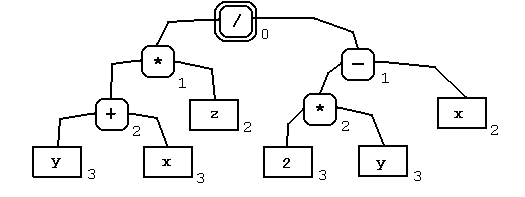 / 0
* 1 − 1
+ 2 z 2 * 2 x 2
y 3 x 3 2 3 y 3